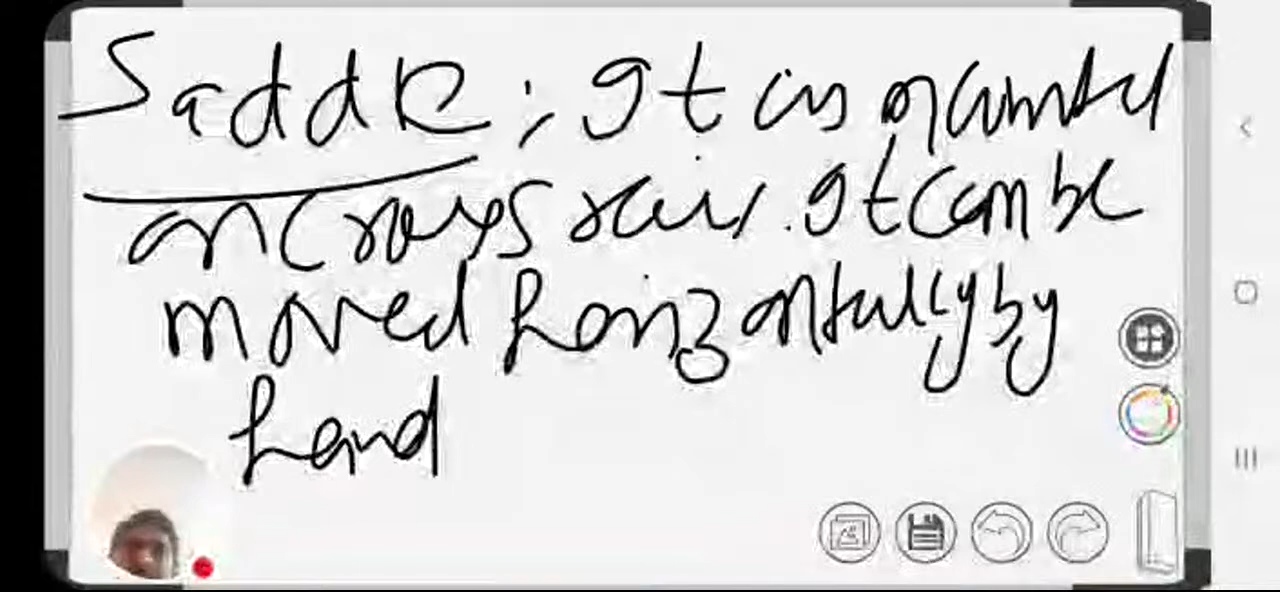 Saddle; It is mounted
on cross rail. It can be
moved horizontally by
hand